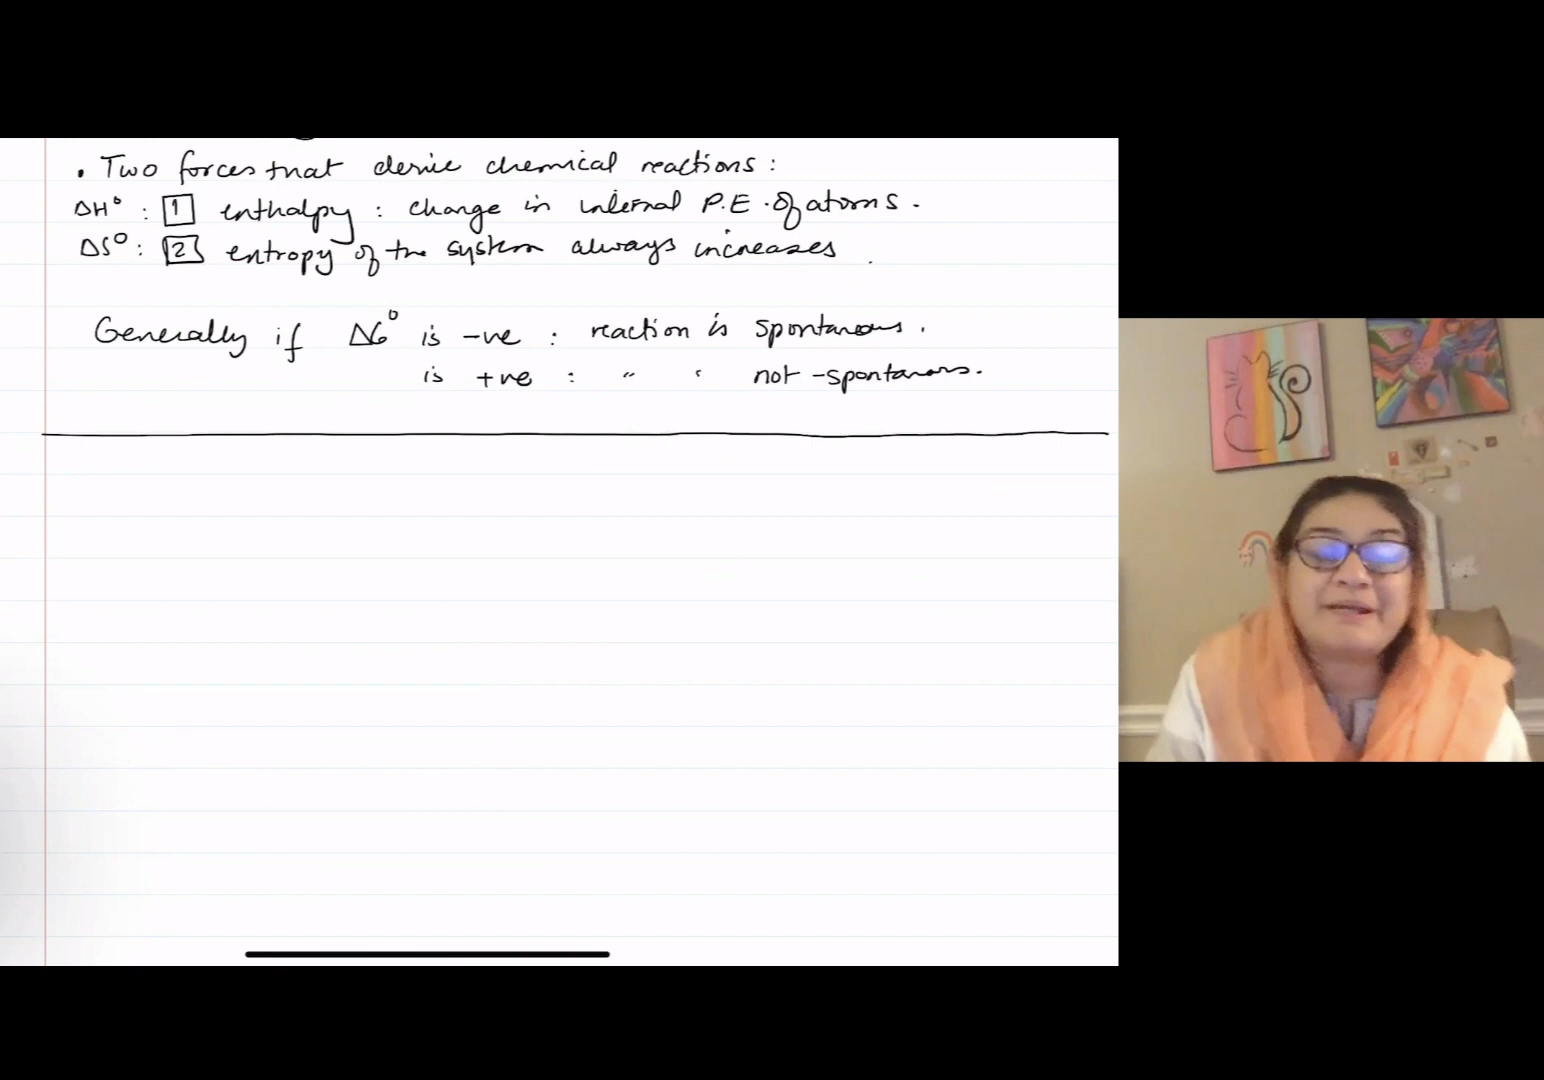 . Two forces that derive chemical reactions :
ΔH° : 1 enthalpy : change in internal P.E. of atoms.
ΔS° : 2 entropy of the system always increases.
Generally if ΔG° is -ve : reaction is spontaneous.
is +ve : " " not-spontaneous.